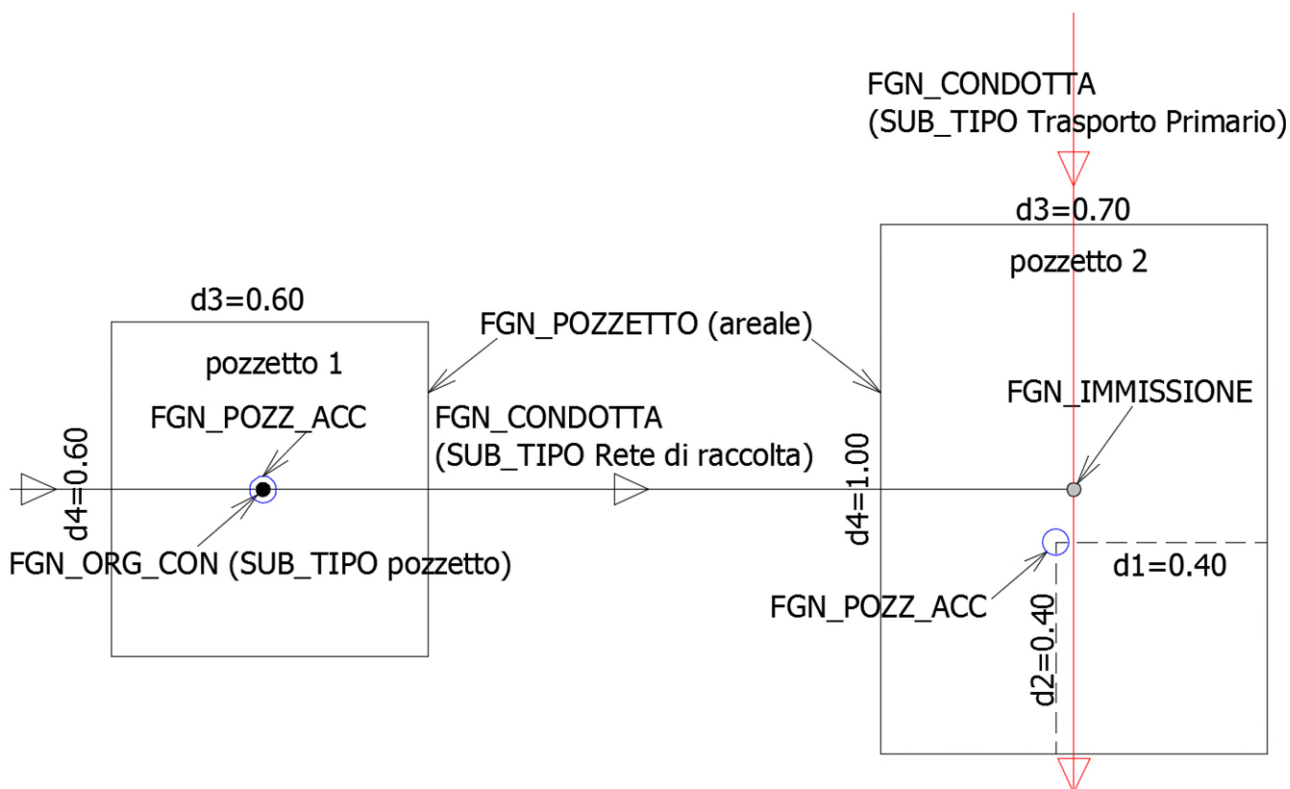 FGN_CONDOTTA
(SUB_TIPO Trasporto Primario)
d3=0.70
pozzetto 2
d3=0.60
FGN_POZZETTO (areale)
pozzetto 1
FGN_IMMISSIONE
FGN_POZZ_ACC
FGN_CONDOTTA
(SUB_TIPO Rete di raccolta)
d4=0.60
d4=1.00
FGN_ORG_CON (SUB_TIPO pozzetto)
d1=0.40
FGN_POZZ_ACC
d2=0.40